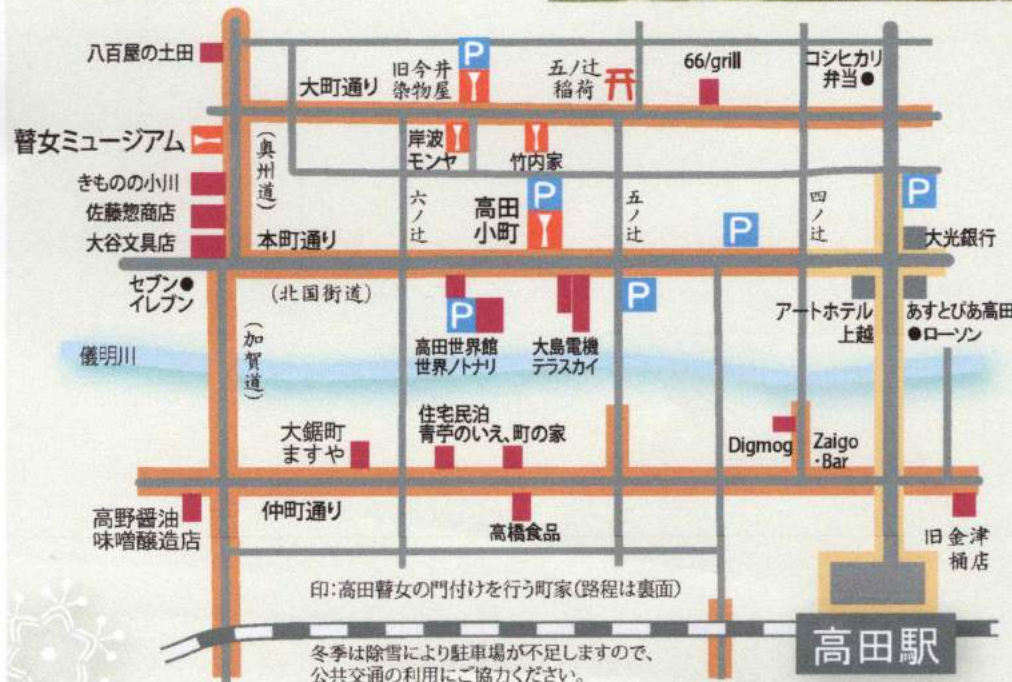 八百屋の土田
大町通り
旧今井
染物屋
P
五ノ辻
稲荷
66/grill
コシヒカリ
弁当●
瞽女ミュージアム
(奥州道)
岸波
モンヤ
竹内家
きものの小川
佐藤惣商店
大谷文具店
六ノ辻
高田
小町
P
五ノ辻
P
四ノ辻
P
大光銀行
本町通り
セブン●
イレブン
(北国街道)
P
高田世界館
世界ノトナリ
大島電機
テラスカイ
P
アートホテル
上越
あすとぴあ高田
●ローソン
儀明川
(加賀道)
大鋸町
ますや
住宅民泊
青苧のいえ、町の家
Digmog
Zaigo
・Bar
高野醤油
味噌醸造店
仲町通り
高橋食品
旧金津
桶店
印:高田瞽女の門付けを行う町家(路程は裏面)
高田駅
冬季は除雪により駐車場が不足しますので、
公共交通の利用にご協力ください。